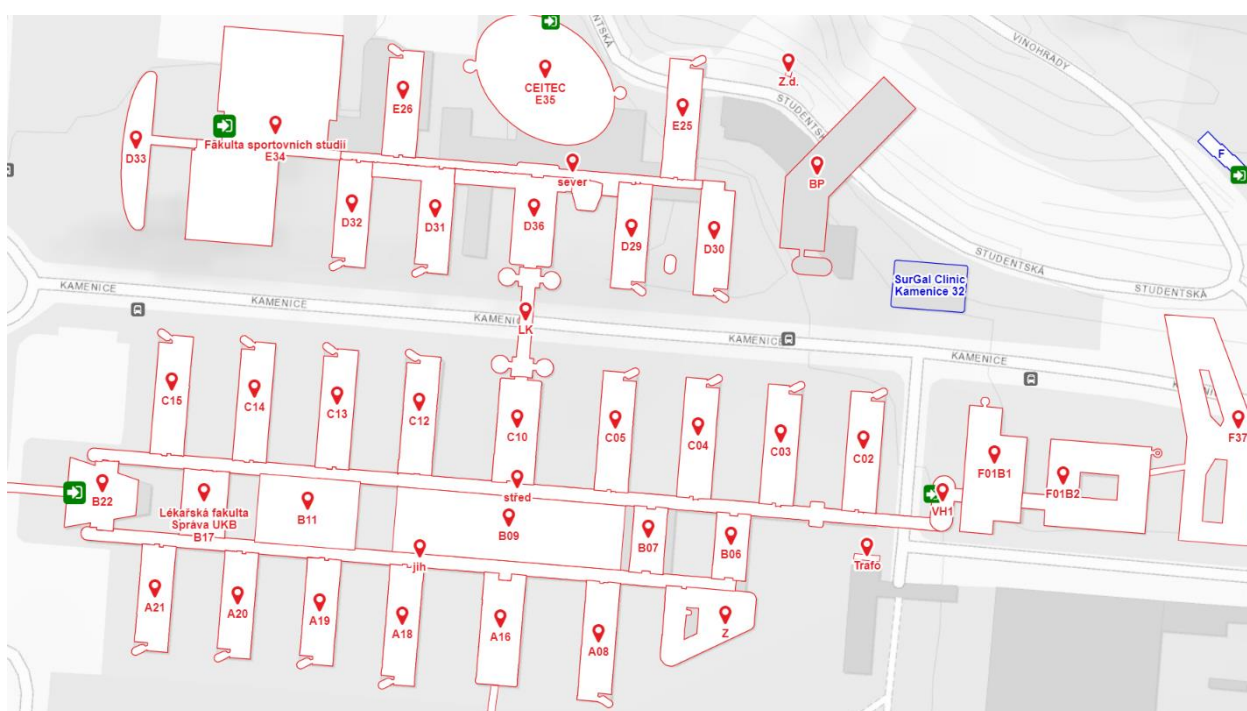 STUDENTSKÁ
VINOHRADY
Z.d.
CEITEC
E35
E26
E25
STUDENTSKÁ
D33
Fakulta sportovních studií
E34
F
sever
BP
D32
D31
D36
D29
D30
STUDENTSKÁ
SurGal Clinic
Kamenice 32
STUDENTSKÁ
KAMENICE
KAMENICE
LK
KAMENICE
KAMENICE
KAMENI
C15
C14
C13
C12
C10
C05
C04
C03
C02
F37
F01B1
F01B2
B22
střed
VH1
Lékařská fakulta
Správa UKB
B17
B11
B09
B07
B06
jih
Trafo
A21
A20
A19
A18
A16
A08
Z